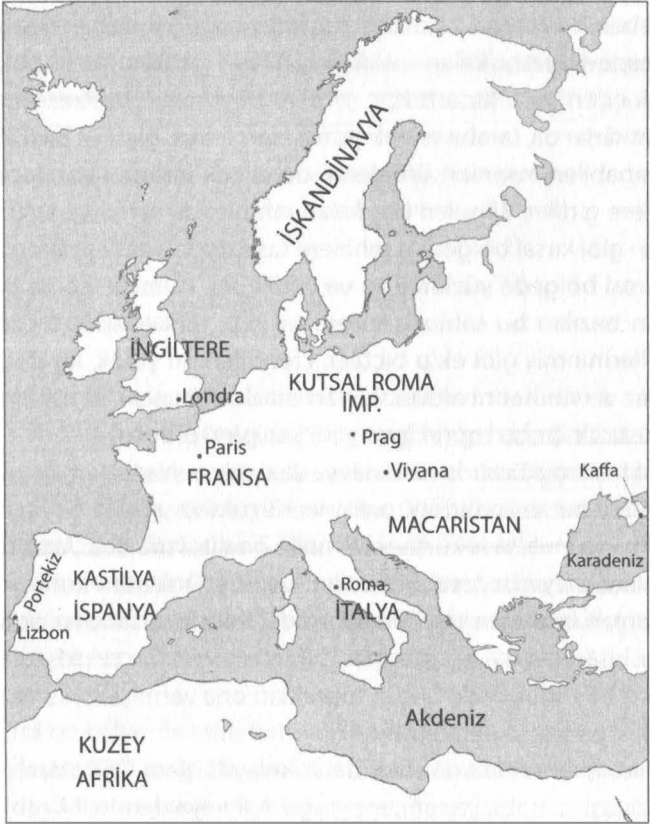 İSKANDİNAVYA
İNGİLTERE
Londra
KUTSAL ROMA
İMP.
Prag
Paris
FRANSA
Viyana
Kaffa
MACARİSTAN
Karadeniz
Portekiz
KASTİLYA
İSPANYA
Roma
İTALYA
Lizbon
Akdeniz
KUZEY
AFRİKA